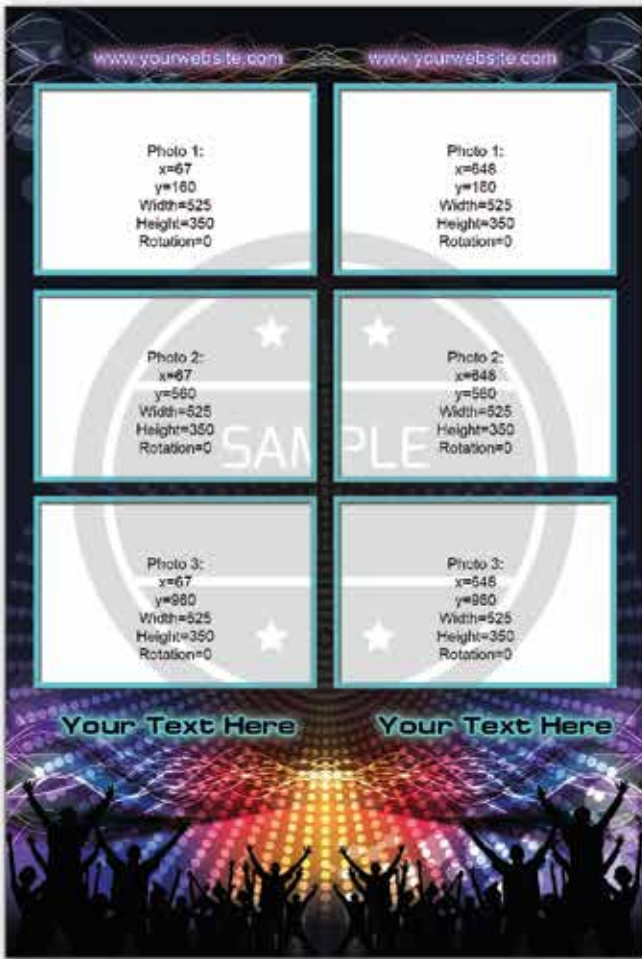 www.yourwebsite.com www.yourwebsite.com
Photo 1:
x=67
y=160
Width=525
Height=350
Rotation=0
Photo 1:
x=648
y=160
Width=525
Height=350
Rotation=0
Photo 2:
x=67
y=560
Width=525
Height=350
Rotation=0
Photo 2:
x=648
y=560
Width=525
Height=350
Rotation=0
SAMPLE
Photo 3:
x=67
y=960
Width=525
Height=350
Rotation=0
Photo 3:
x=648
y=960
Width=525
Height=350
Rotation=0
Your Text Here Your Text Here